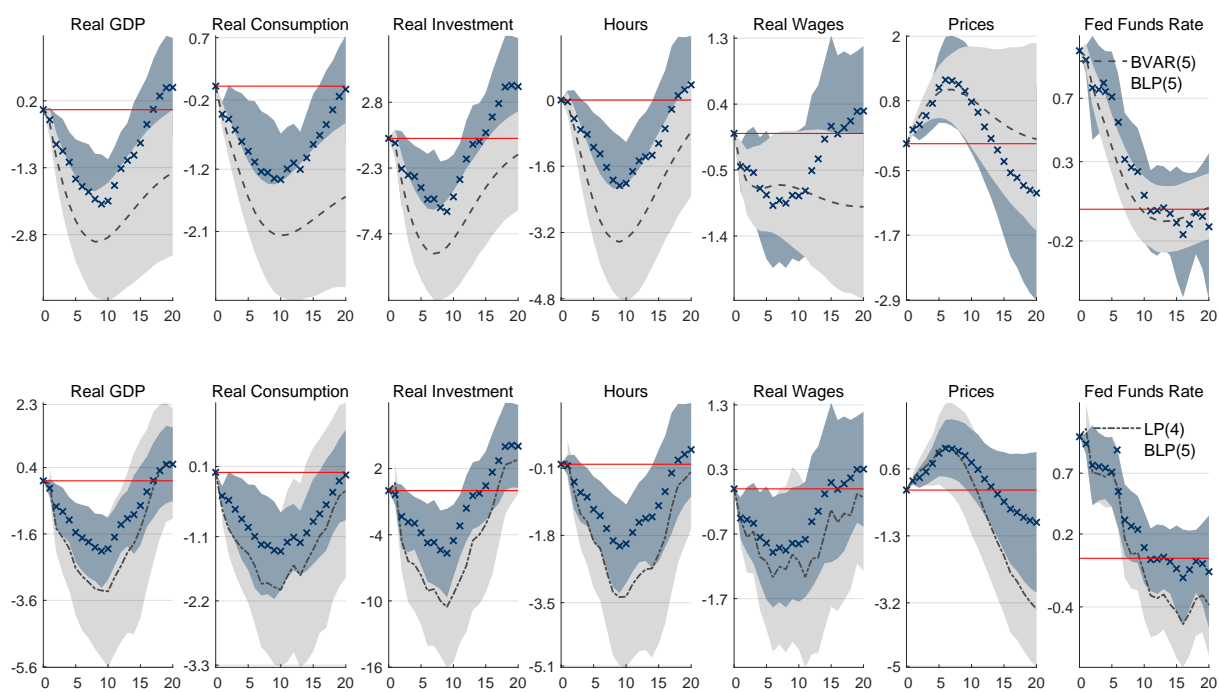 Real GDP
0.2
-1.3
-2.8
0 5 10 15 20
Real Consumption
0.7
-0.2
-1.2
-2.1
0 5 10 15 20
Real Investment
2.8
-2.3
-7.4
0 5 10 15 20
Hours
0
-1.6
-3.2
-4.8
0 5 10 15 20
Real Wages
1.3
0.4
-0.5
-1.4
0 5 10 15 20
Prices
2
0.8
-0.5
-1.7
-2.9
0 5 10 15 20
Fed Funds Rate
BVAR(5)
BLP(5)
0.7
0.3
-0.2
0 5 10 15 20
Real GDP
2.3
0.4
-1.6
-3.6
-5.6
0 5 10 15 20
Real Consumption
0.1
-1.1
-2.2
-3.3
0 5 10 15 20
Real Investment
2
-4
-10
-16
0 5 10 15 20
Hours
-0.1
-1.8
-3.5
-5.1
0 5 10 15 20
Real Wages
1.3
0.3
-0.7
-1.7
0 5 10 15 20
Prices
0.6
-1.3
-3.2
-5
0 5 10 15 20
Fed Funds Rate
LP(4)
BLP(5)
0.7
0.2
-0.4
0 5 10 15 20